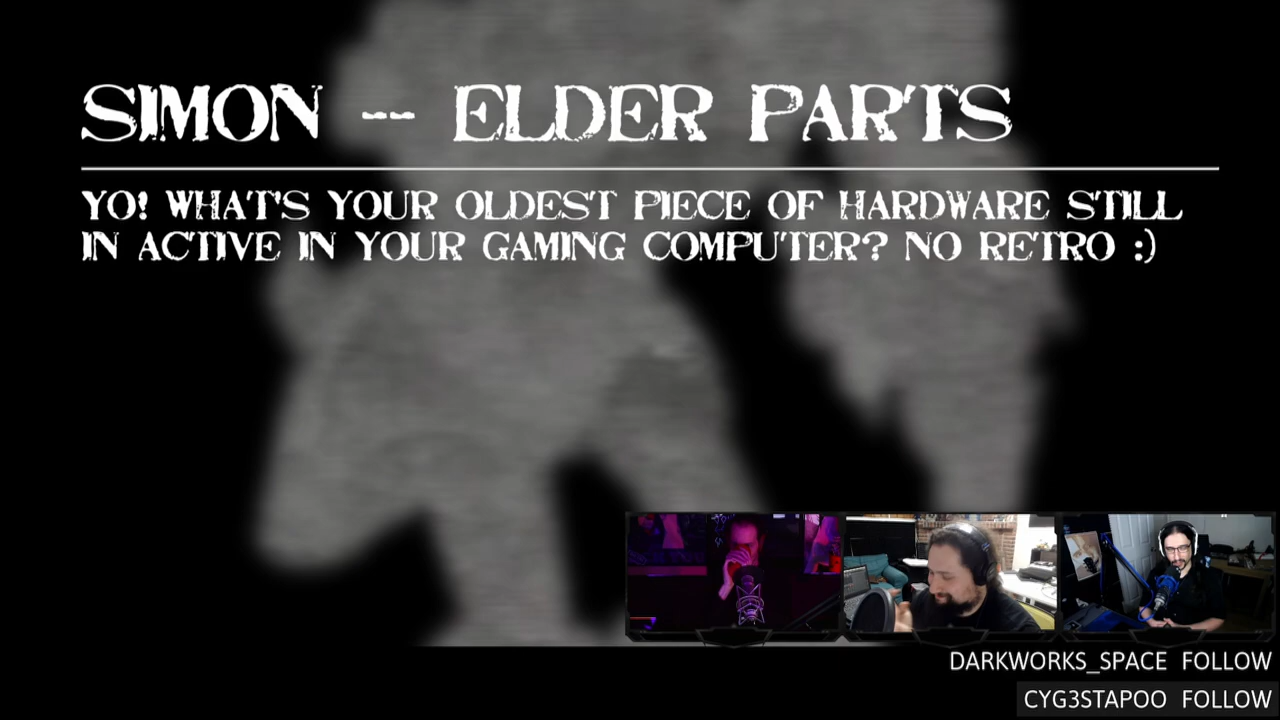 SIMON -- ELDER PARTS
YO! WHAT'S YOUR OLDEST PIECE OF HARDWARE STILL
IN ACTIVE IN YOUR GAMING COMPUTER? NO RETRO :)
DARKWORKS_SPACE FOLLOW
CYG3STAPOO FOLLOW